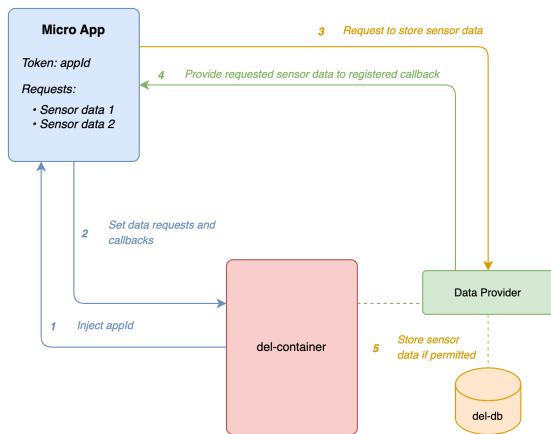 Micro App
Token: appId
Requests:
• Sensor data 1
• Sensor data 2
3 Request to store sensor data
4 Provide requested sensor data to registered callback
2 Set data requests and
callbacks
1 Inject appId
del-container
Data Provider
5 Store sensor
data if permitted
del-db